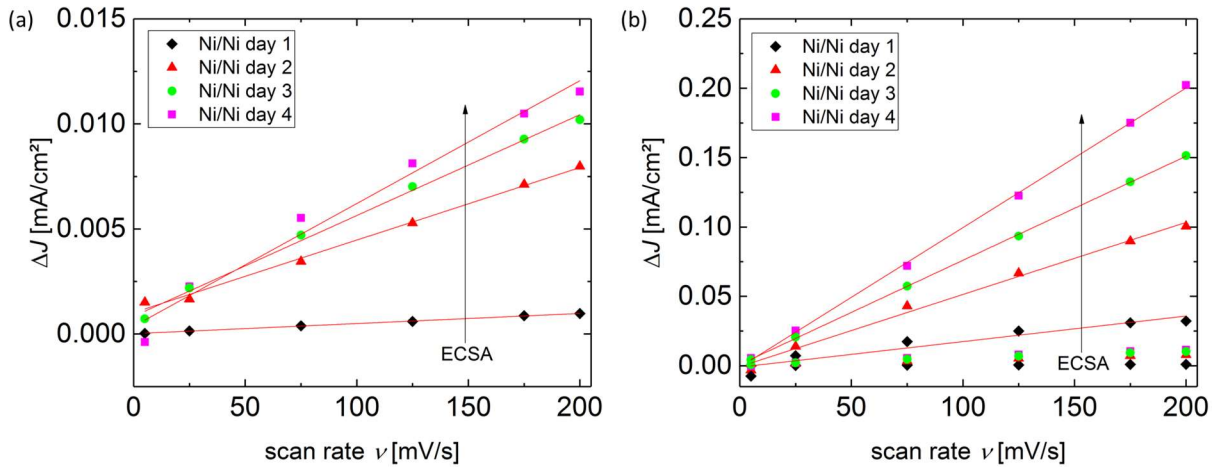 (a)
0.015
0.010
0.005
0.000
ΔJ [mA/cm²]
Ni/Ni day 1
Ni/Ni day 2
Ni/Ni day 3
Ni/Ni day 4
ECSA
0 50 100 150 200
scan rate ν [mV/s]
(b)
0.25
0.20
0.15
0.10
0.05
0.00
ΔJ [mA/cm²]
Ni/Ni day 1
Ni/Ni day 2
Ni/Ni day 3
Ni/Ni day 4
ECSA
0 50 100 150 200
scan rate ν [mV/s]